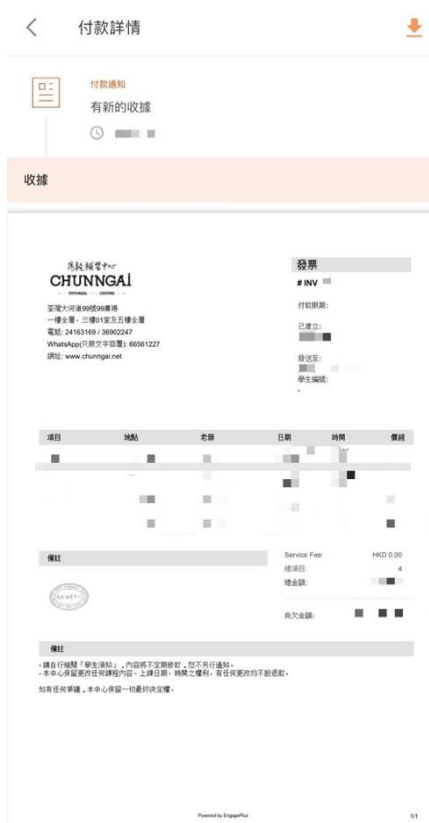 付款詳情
付款通知
有新的收據
收據
CHUNNGAI
TUTORIAL CENTRE
荃灣大河道99號99廣場
一樓全層、三樓01室及五樓全層
電話: 24163169 / 36902247
WhatsApp(只限文字回覆): 66561227
網址: www.chunngai.net
發票
# INV
付款限期:
已建立:
發送至:
學生編號:
-
項目 地點 老師 日期 時間 價錢
備註
Service Fee: HKD 0.00
總項目: 4
總金額:
尚欠金額:
備註
- 請自行細閱「學生須知」，內容將不定期修訂，恕不另行通知。
- 本中心保留更改任何課程內容、上課日期、時間之權利，有任何更改均不設退款。
如有任何爭議，本中心保留一切最終決定權。
Powered by EngagePlus
1/1